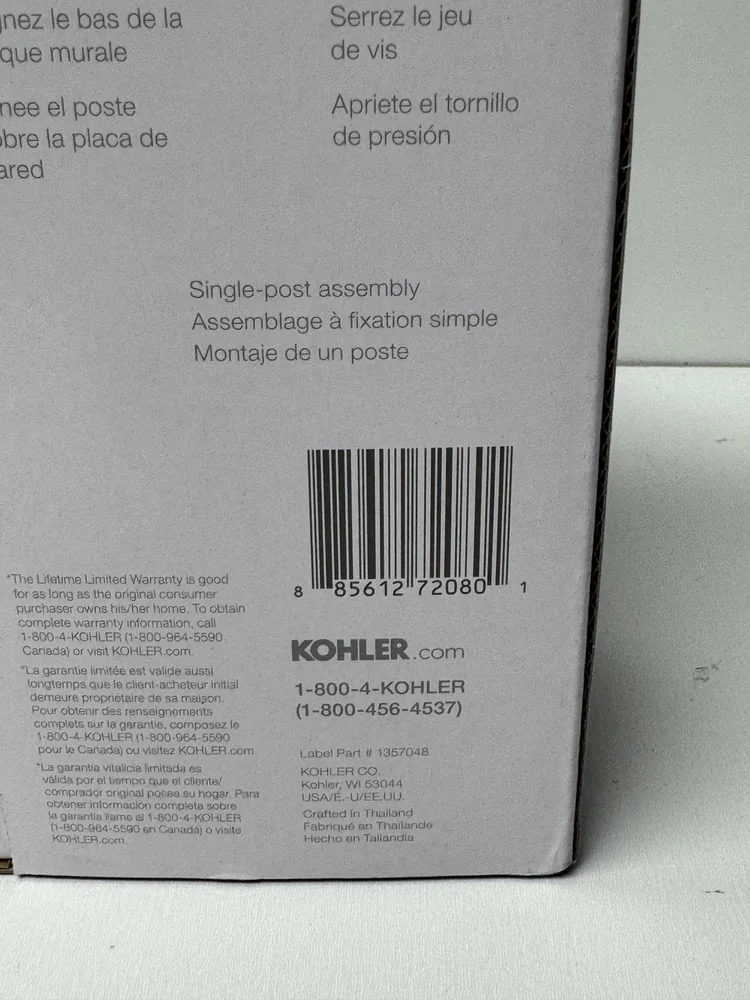 gnez le bas de la
que murale
nee el poste
obre la placa de
ared
Serrez le jeu
de vis
Apriete el tornillo
de presión
Single-post assembly
Assemblage à fixation simple
Montaje de un poste
8 85612 72080 1
*The Lifetime Limited Warranty is good
for as long as the original consumer
purchaser owns his/her home. To obtain
complete warranty information, call
1-800-4-KOHLER (1-800-964-5590
Canada) or visit KOHLER.com.
*La garantie limitée est valide aussi
longtemps que le client-acheteur initial
demeure propriétaire de sa maison.
Pour obtenir des renseignements
complets sur la garantie, composez le
1-800-4-KOHLER (1-800-964-5590
pour le Canada) ou visitez KOHLER.com.
*La garantía vitalicia limitada es
válida por el tiempo que el cliente/
comprador original posea su hogar. Para
obtener información completa sobre
la garantía llame al 1-800-4-KOHLER
(1-800-964-5590 en Canadá) o visite
KOHLER.com.
KOHLER.com
1-800-4-KOHLER
(1-800-456-4537)
Label Part # 1357048
KOHLER CO.
Kohler, WI 53044
USA/É.-U/EE.UU.
Crafted in Thailand
Fabriqué en Thaïlande
Hecho en Tailandia